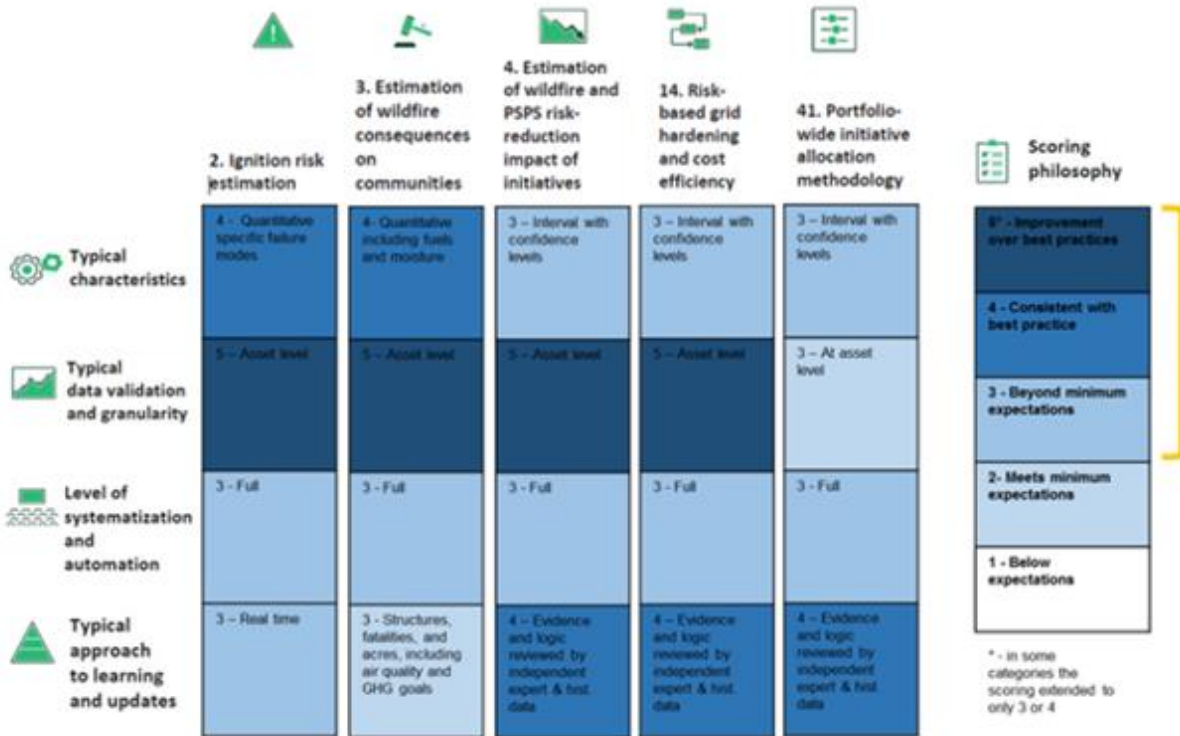 2. Ignition risk
estimation
3. Estimation
of wildfire
consequences
on
communities
4. Estimation
of wildfire and
PSPS risk-
reduction
impact of
initiatives
14. Risk-
based grid
hardening
and cost
efficiency
41. Portfolio-
wide initiative
allocation
methodology
Scoring
philosophy
Typical
characteristics
4 - Quantitative
specific failure
modes
4- Quantitative
including fuels
and moisture
3 – Interval with
confidence
levels
3 – Interval with
confidence
levels
3 – Interval with
confidence
levels
Typical
data validation
and granularity
5 – Asset level
5 – Asset level
5 – Asset level
5 – Asset level
3 – At asset
level
Level of
systematization
and
automation
3 - Full
3 - Full
3 - Full
3 - Full
3 - Full
Typical
approach
to learning
and updates
3 – Real time
3 - Structures,
fatalities, and
acres, including
air quality and
GHG goals
4 – Evidence
and logic
reviewed by
independent
expert & hist.
data
4 – Evidence
and logic
reviewed by
independent
expert & hist.
data
4 – Evidence
and logic
reviewed by
independent
expert & hist.
data
5* - Improvement
over best practices
4 - Consistent with
best practice
3 - Beyond minimum
expectations
2- Meets minimum
expectations
1 - Below
expectations
* - in some
categories the
scoring extended to
only 3 or 4